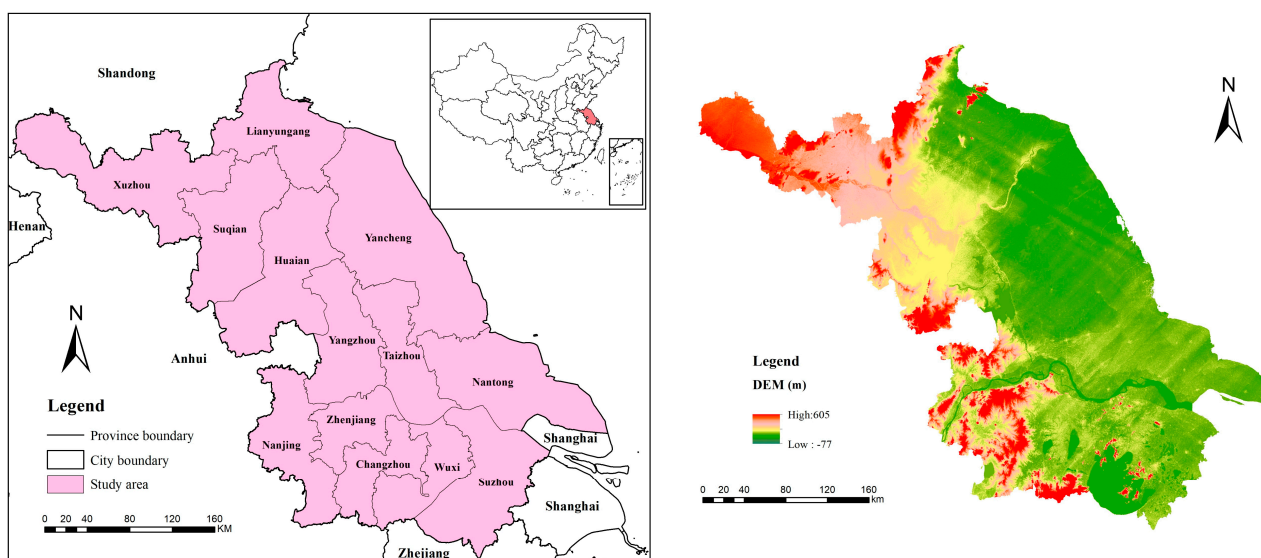 Shandong
Lianyungang
Xuzhou
Henan
Suqian
Yancheng
Huaian
N
Anhui
Yangzhou
Taizhou
Nantong
Legend
Zhenjiang
Province boundary
Nanjing
Shanghai
City boundary
Changzhou
Wuxi
Study area
Suzhou
Shanghai
0 20 40 80 120 160
KM
Zhejiang
N
Legend
DEM (m)
High:605
Low : -77
0 20 40 80 120 160
km